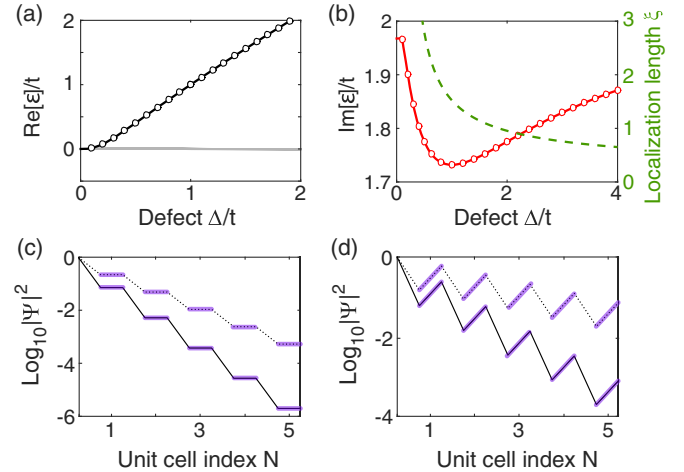 (a)
Re[ε]/t
2
1
0
0
1
2
Defect Δ/t
(b)
Im[ε]/t
2
1.9
1.8
1.7
0
2
4
Defect Δ/t
3
2
1
0
Localization length ξ
(c)
Log₁₀|Ψ|²
0
-2
-4
-6
1
3
5
Unit cell index N
(d)
Log₁₀|Ψ|²
0
-2
-4
1
3
5
Unit cell index N